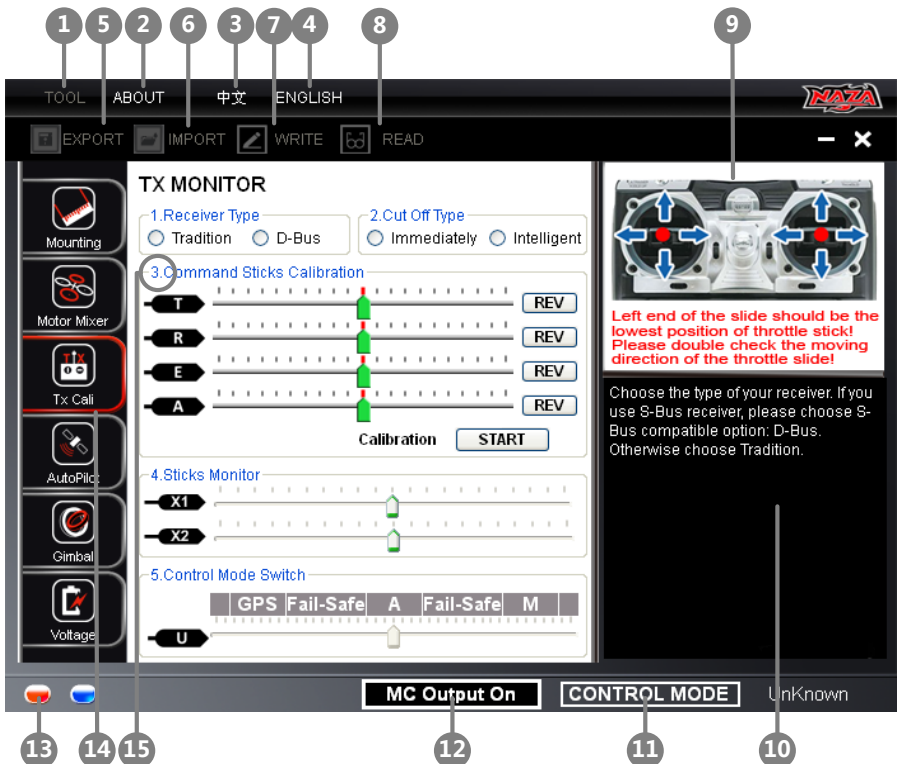 1 5 2 6 3 7 4 8 9
TOOL ABOUT 中文 ENGLISH NAZA
EXPORT IMPORT WRITE READ
Mounting
Motor Mixer
Tx Cali
AutoPilot
Gimbal
Voltage
TX MONITOR
1.Receiver Type
Tradition D-Bus
2.Cut Off Type
Immediately Intelligent
3.Command Sticks Calibration
T REV
R REV
E REV
A REV
Calibration START
4.Sticks Monitor
X1
X2
5.Control Mode Switch
GPS Fail-Safe A Fail-Safe M
U
Left end of the slide should be the
lowest position of throttle stick!
Please double check the moving
direction of the throttle slide!
Choose the type of your receiver. If you
use S-Bus receiver, please choose S-
Bus compatible option: D-Bus.
Otherwise choose Tradition.
MC Output On CONTROL MODE UnKnown
13 14 15 12 11 10